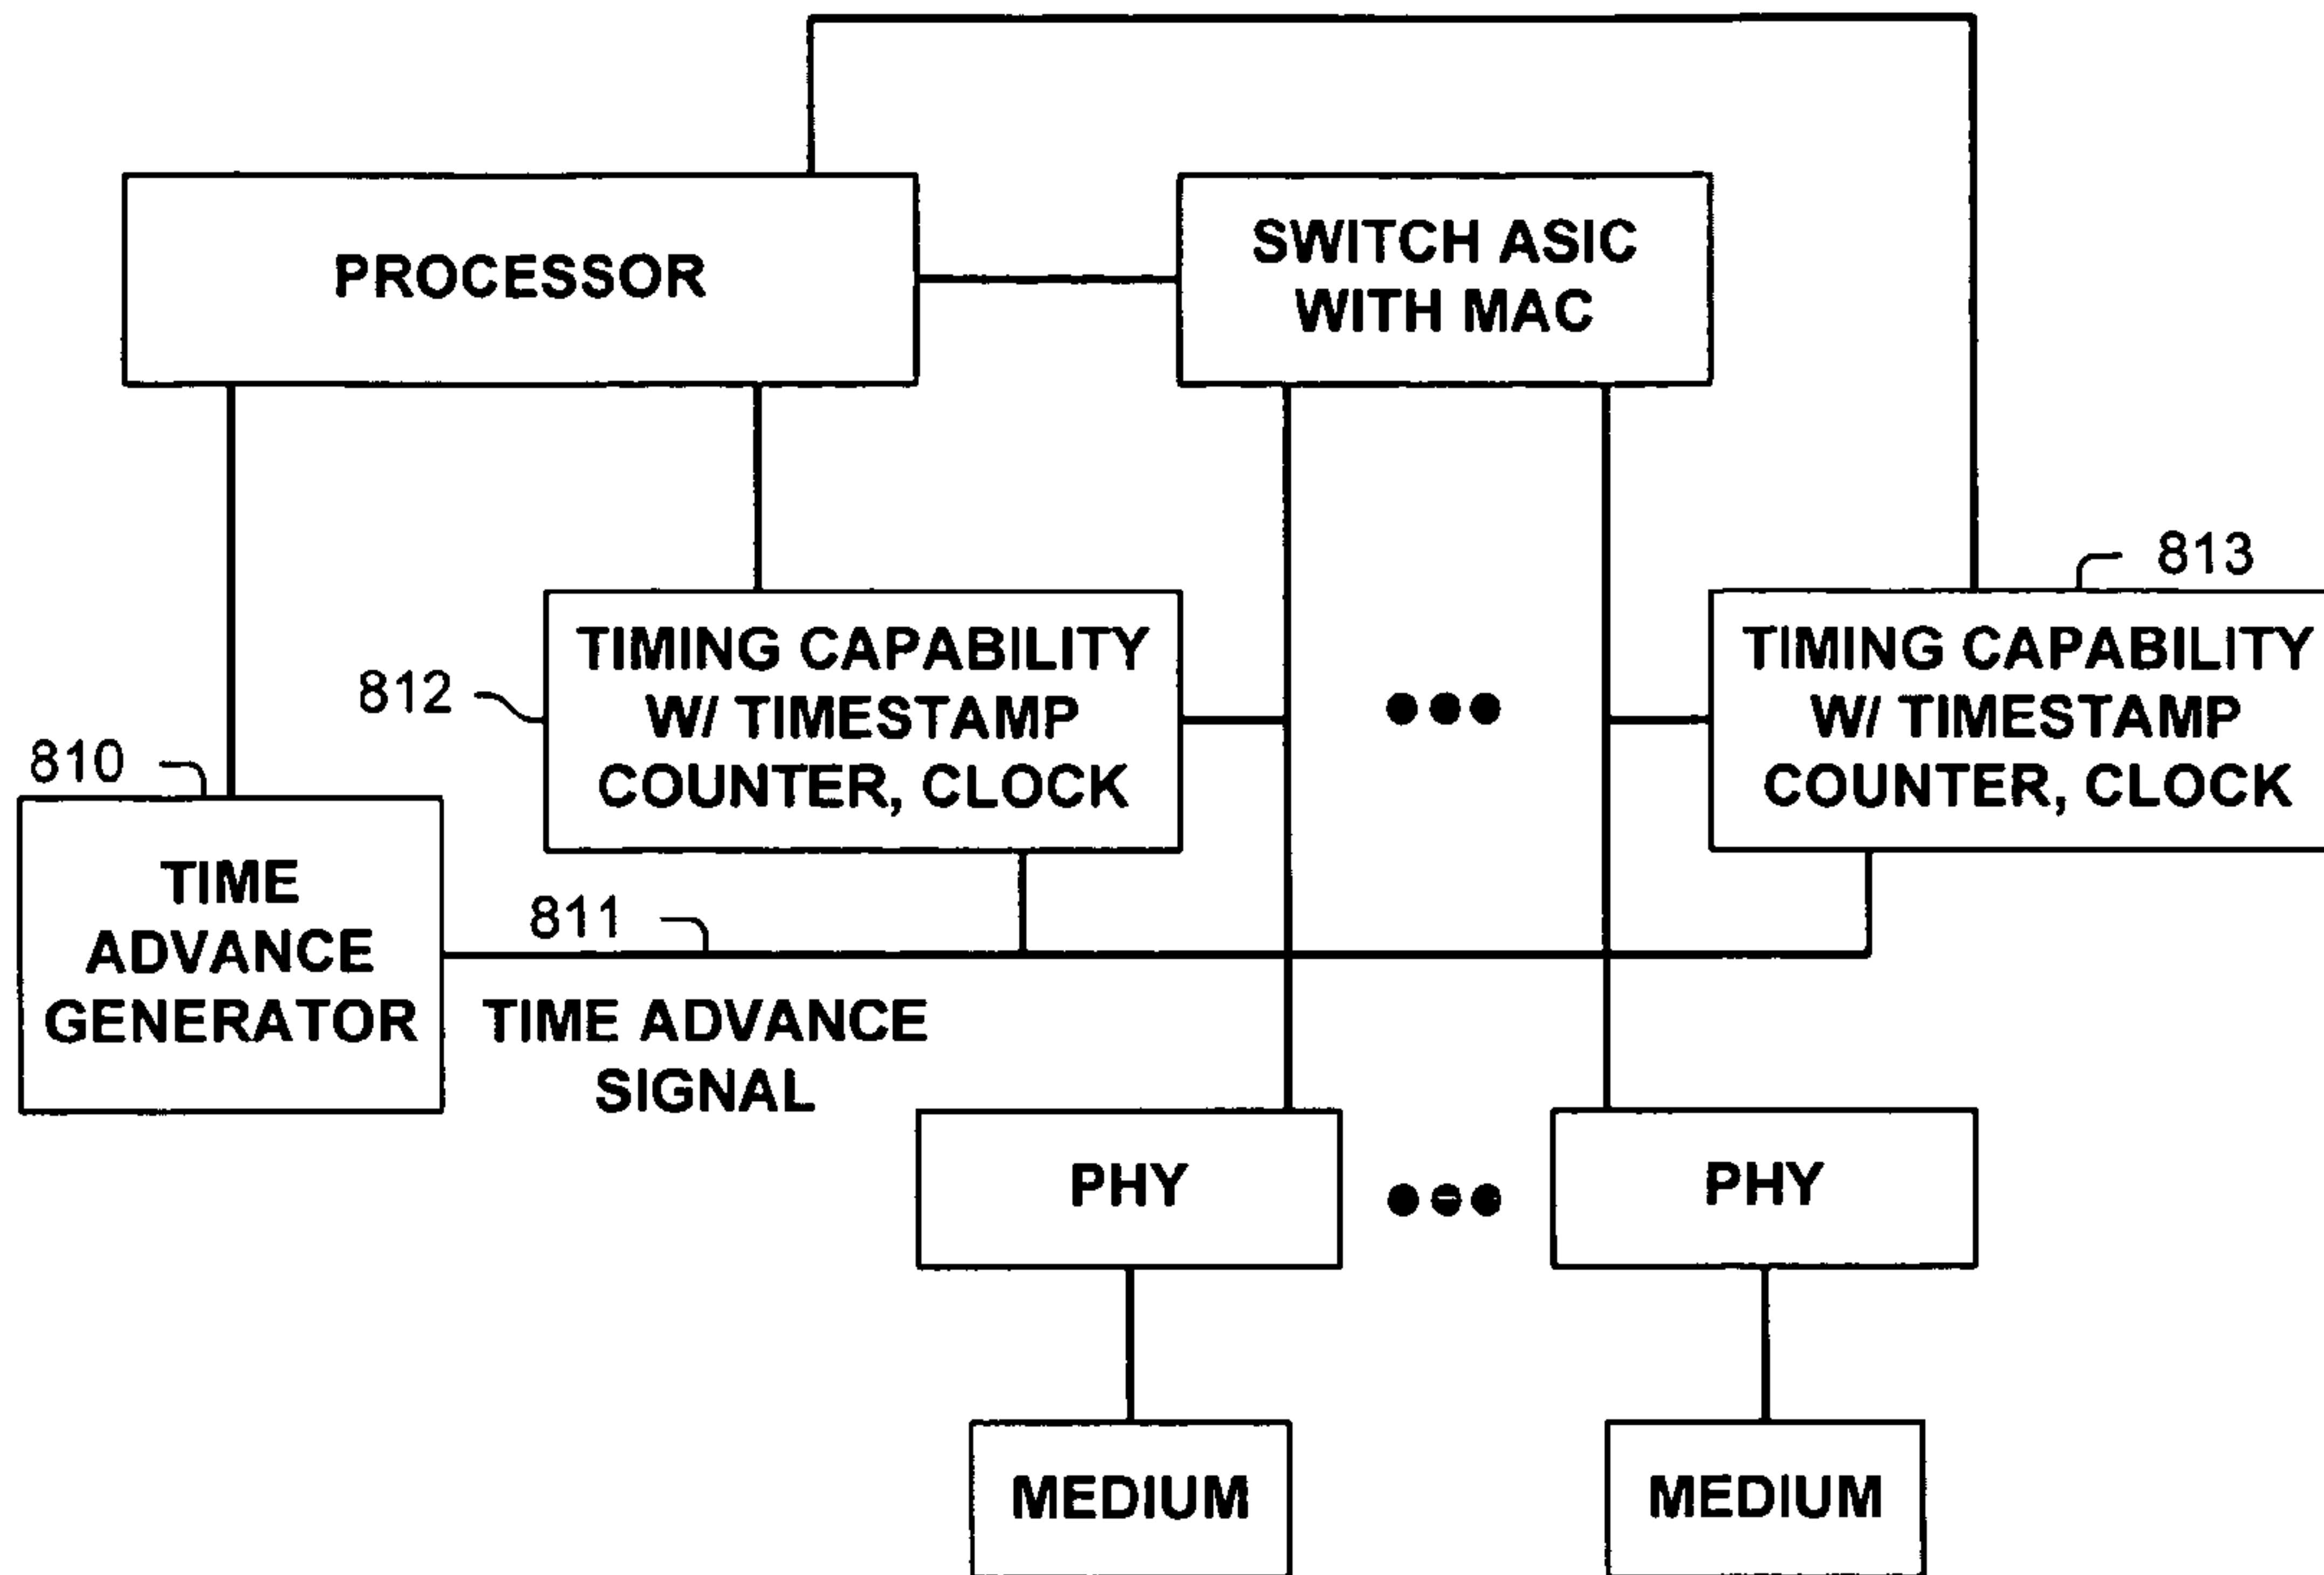 PROCESSOR
SWITCH ASIC
WITH MAC
813
TIMING CAPABILITY
W/ TIMESTAMP
COUNTER, CLOCK
812
TIMING CAPABILITY
W/ TIMESTAMP
COUNTER, CLOCK
810
TIME
ADVANCE
GENERATOR
811
TIME ADVANCE
SIGNAL
PHY
PHY
MEDIUM
MEDIUM